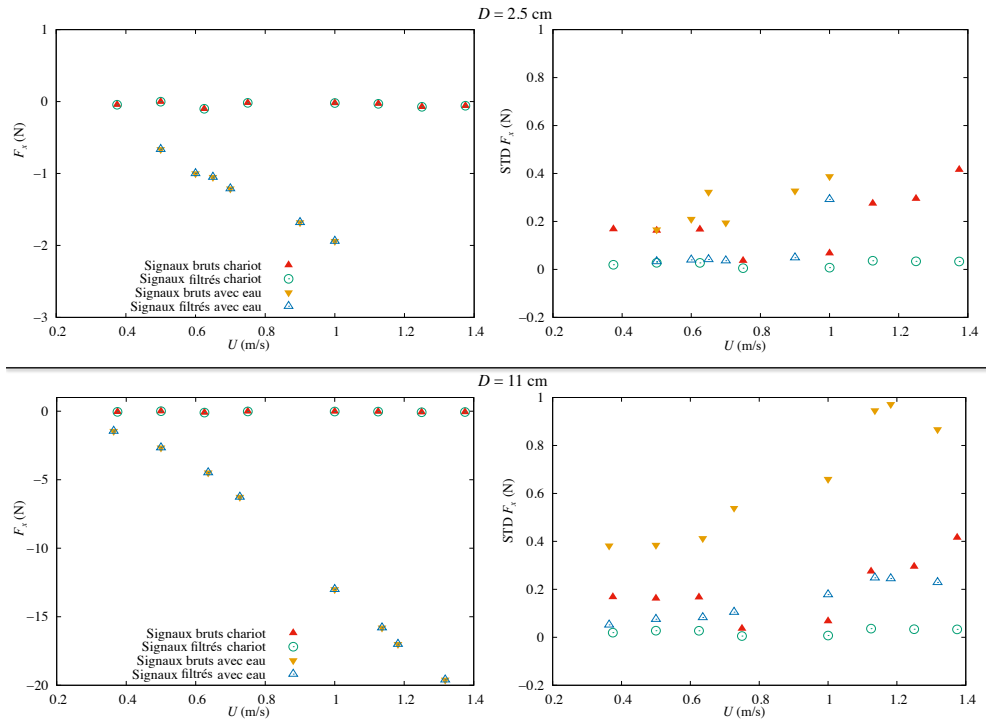 D = 2.5 cm
1
0
−1
−2
−3
F_x (N)
Signaux bruts chariot
Signaux filtrés chariot
Signaux bruts avec eau
Signaux filtrés avec eau
0.2 0.4 0.6 0.8 1 1.2 1.4
U (m/s)
1
0.8
0.6
0.4
0.2
0
−0.2
STD F_x (N)
0.4 0.6 0.8 1 1.2 1.4
U (m/s)
D = 11 cm
0
−5
−10
−15
−20
F_x (N)
Signaux bruts chariot
Signaux filtrés chariot
Signaux bruts avec eau
Signaux filtrés avec eau
0.2 0.4 0.6 0.8 1 1.2 1.4
U (m/s)
1
0.8
0.6
0.4
0.2
0
−0.2
STD F_x (N)
0.2 0.4 0.6 0.8 1 1.2 1.4
U (m/s)